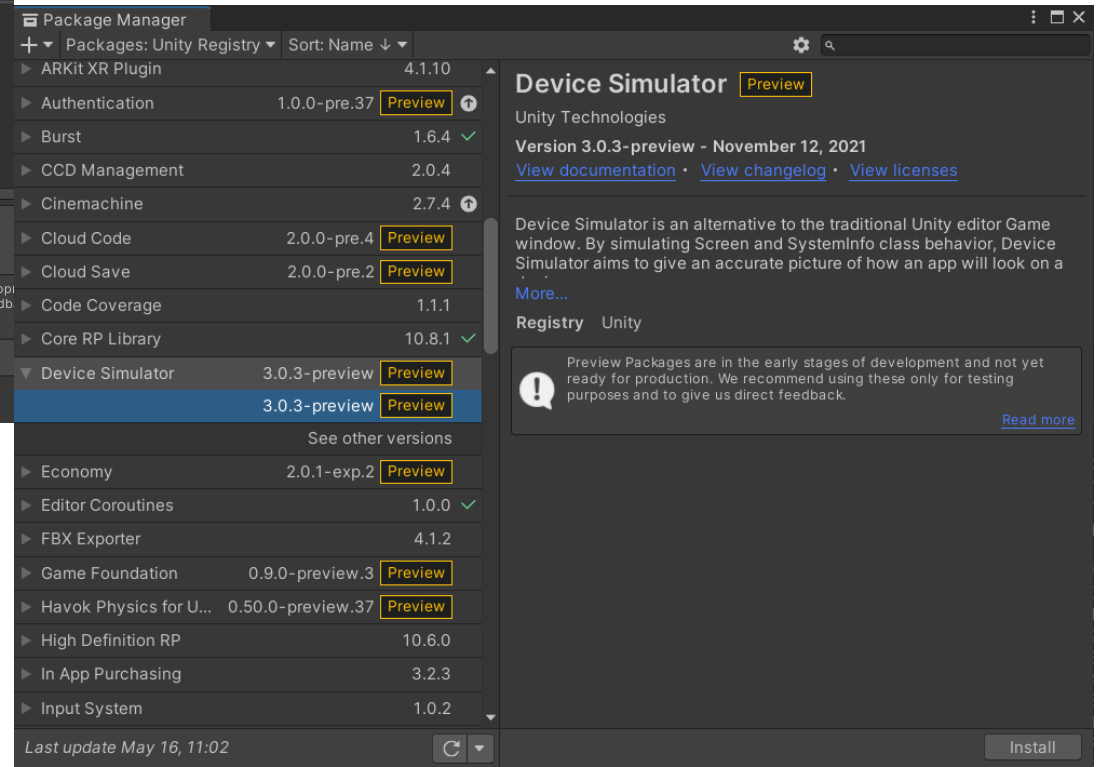 Package Manager
Packages: Unity Registry Sort: Name ↓
ARKit XR Plugin 4.1.10
Authentication 1.0.0-pre.37 Preview
Burst 1.6.4
CCD Management 2.0.4
Cinemachine 2.7.4
Cloud Code 2.0.0-pre.4 Preview
Cloud Save 2.0.0-pre.2 Preview
Code Coverage 1.1.1
Core RP Library 10.8.1
Device Simulator 3.0.3-preview Preview
3.0.3-preview Preview
See other versions
Economy 2.0.1-exp.2 Preview
Editor Coroutines 1.0.0
FBX Exporter 4.1.2
Game Foundation 0.9.0-preview.3 Preview
Havok Physics for U... 0.50.0-preview.37 Preview
High Definition RP 10.6.0
In App Purchasing 3.2.3
Input System 1.0.2
Last update May 16, 11:02
Device Simulator Preview
Unity Technologies
Version 3.0.3-preview - November 12, 2021
View documentation • View changelog • View licenses
Device Simulator is an alternative to the traditional Unity editor Game
window. By simulating Screen and SystemInfo class behavior, Device
Simulator aims to give an accurate picture of how an app will look on a
More...
Registry Unity
Preview Packages are in the early stages of development and not yet
ready for production. We recommend using these only for testing
purposes and to give us direct feedback.
Read more
Install